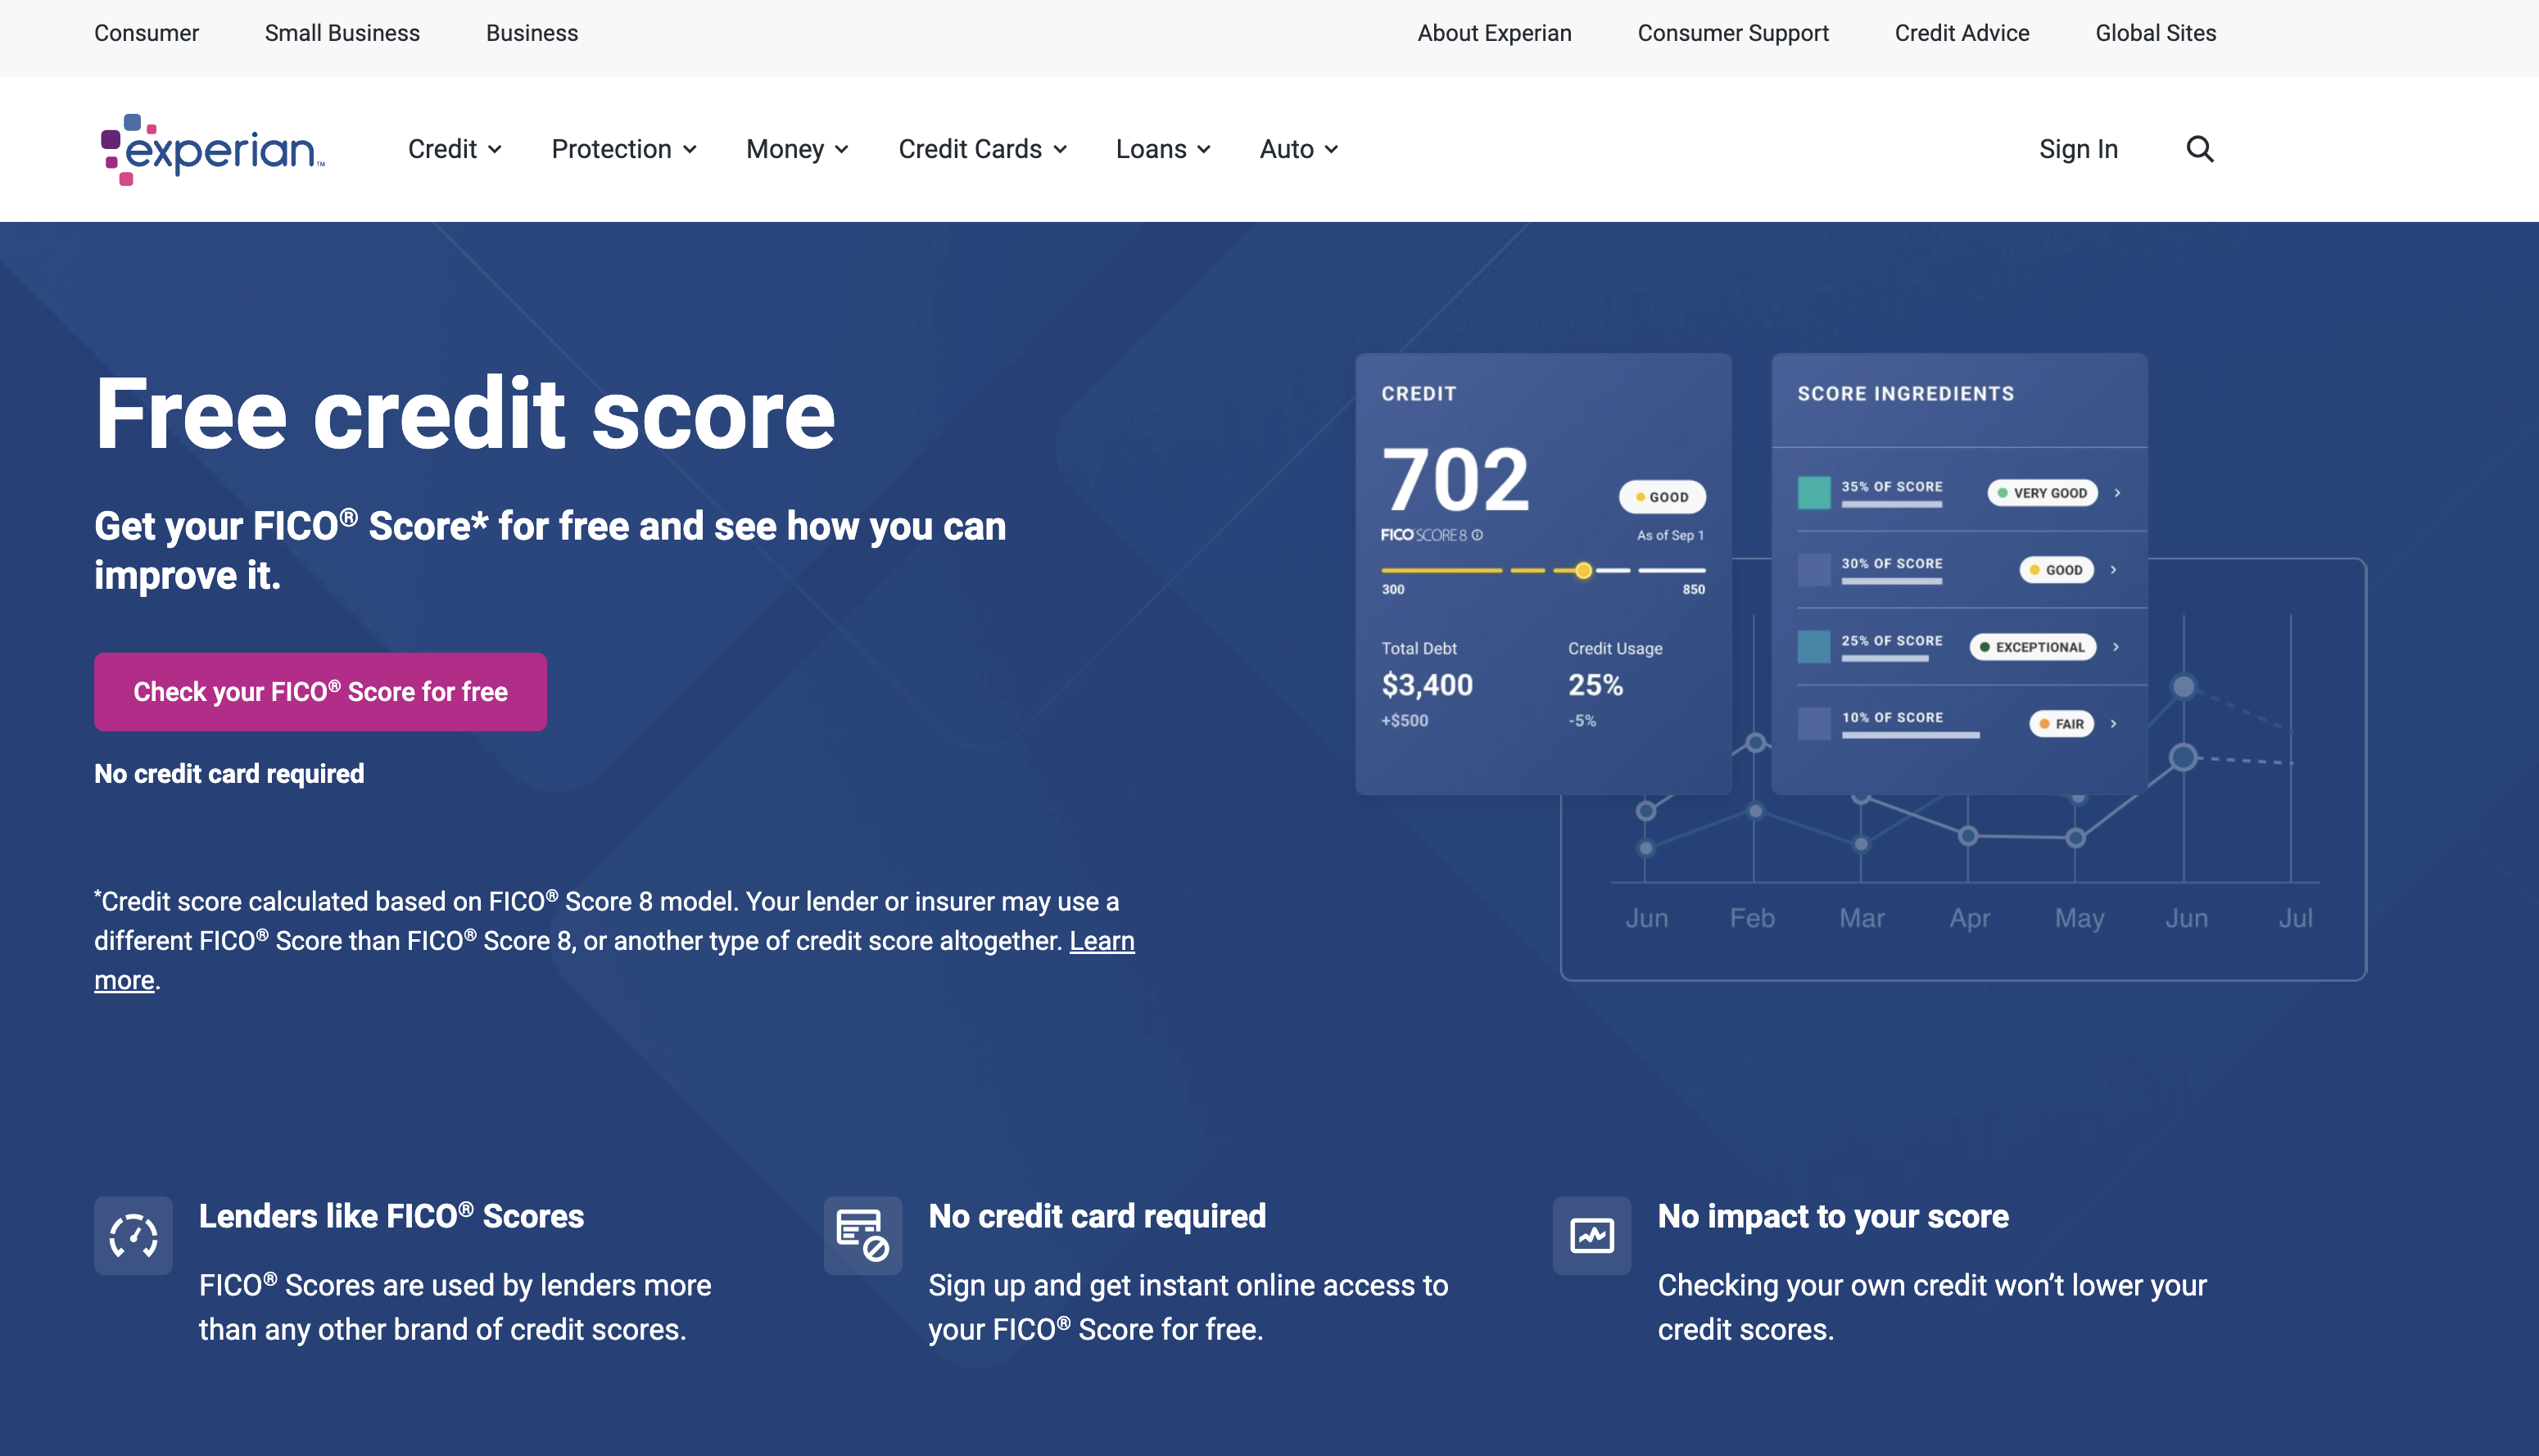 Consumer Small Business Business About Experian Consumer Support Credit Advice Global Sites
experian™ Credit Protection Money Credit Cards Loans Auto Sign In
Free credit score
Get your FICO® Score* for free and see how you can
improve it.
Check your FICO® Score for free
No credit card required
*Credit score calculated based on FICO® Score 8 model. Your lender or insurer may use a
different FICO® Score than FICO® Score 8, or another type of credit score altogether. Learn
more.
CREDIT
702
GOOD
FICO SCORE 8
As of Sep 1
300 850
Total Debt Credit Usage
$3,400 25%
+$500 -5%
SCORE INGREDIENTS
35% OF SCORE VERY GOOD
30% OF SCORE GOOD
25% OF SCORE EXCEPTIONAL
10% OF SCORE FAIR
Jun Feb Mar Apr May Jun Jul
Lenders like FICO® Scores
FICO® Scores are used by lenders more
than any other brand of credit scores.
No credit card required
Sign up and get instant online access to
your FICO® Score for free.
No impact to your score
Checking your own credit won’t lower your
credit scores.